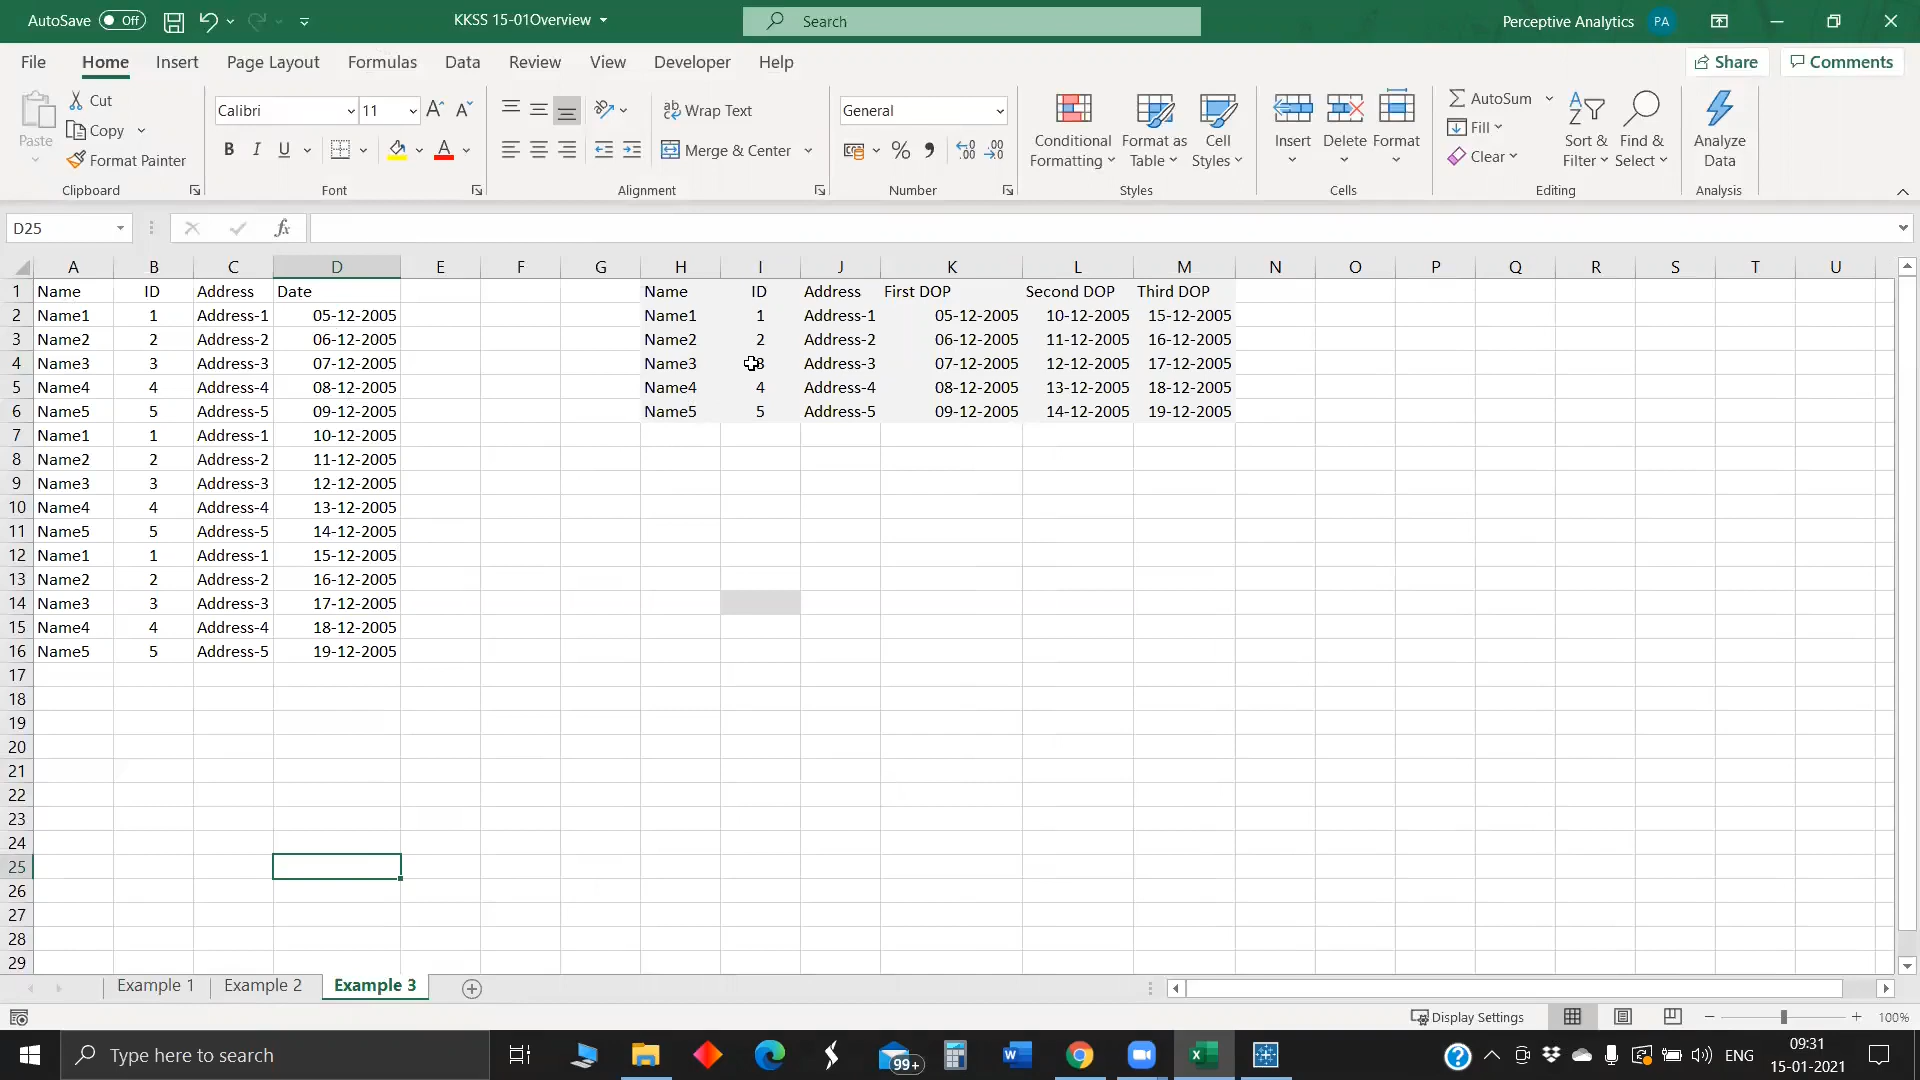 AutoSave Off KKSS 15-01Overview Search Perceptive Analytics PA
File Home Insert Page Layout Formulas Data Review View Developer Help Share Comments
Paste Cut Copy Format Painter Clipboard
Calibri 11 B I U A Font
Wrap Text Merge & Center Alignment
General % Number
Conditional Formatting Format as Table Cell Styles Styles
Insert Delete Format Cells
AutoSum Fill Clear Sort & Filter Find & Select Editing
Analyze Data Analysis
D25 fx
A B C D E F G H I J K L M N O P Q R S T U
1 Name ID Address Date Name ID Address First DOP Second DOP Third DOP
2 Name1 1 Address-1 05-12-2005 Name1 1 Address-1 05-12-2005 10-12-2005 15-12-2005
3 Name2 2 Address-2 06-12-2005 Name2 2 Address-2 06-12-2005 11-12-2005 16-12-2005
4 Name3 3 Address-3 07-12-2005 Name3 3 Address-3 07-12-2005 12-12-2005 17-12-2005
5 Name4 4 Address-4 08-12-2005 Name4 4 Address-4 08-12-2005 13-12-2005 18-12-2005
6 Name5 5 Address-5 09-12-2005 Name5 5 Address-5 09-12-2005 14-12-2005 19-12-2005
7 Name1 1 Address-1 10-12-2005
8 Name2 2 Address-2 11-12-2005
9 Name3 3 Address-3 12-12-2005
10 Name4 4 Address-4 13-12-2005
11 Name5 5 Address-5 14-12-2005
12 Name1 1 Address-1 15-12-2005
13 Name2 2 Address-2 16-12-2005
14 Name3 3 Address-3 17-12-2005
15 Name4 4 Address-4 18-12-2005
16 Name5 5 Address-5 19-12-2005
17
18
19
20
21
22
23
24
25
26
27
28
29
Example 1 Example 2 Example 3
Display Settings 100%
Type here to search 99+ ENG 09:31
15-01-2021